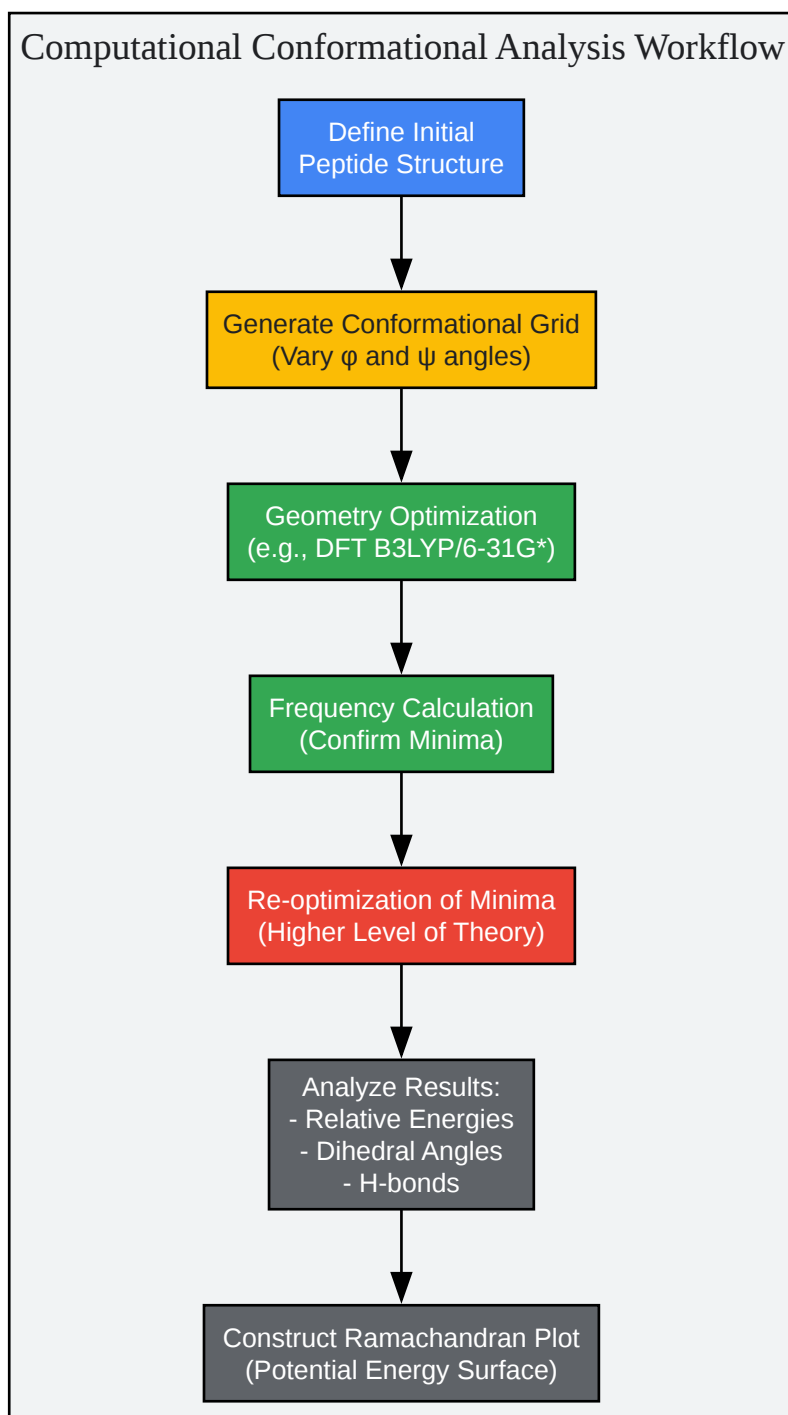 Computational Conformational Analysis Workflow
Define Initial
Peptide Structure
Generate Conformational Grid
(Vary φ and ψ angles)
Geometry Optimization
(e.g., DFT B3LYP/6-31G*)
Frequency Calculation
(Confirm Minima)
Re-optimization of Minima
(Higher Level of Theory)
Analyze Results:
- Relative Energies
- Dihedral Angles
- H-bonds
Construct Ramachandran Plot
(Potential Energy Surface)